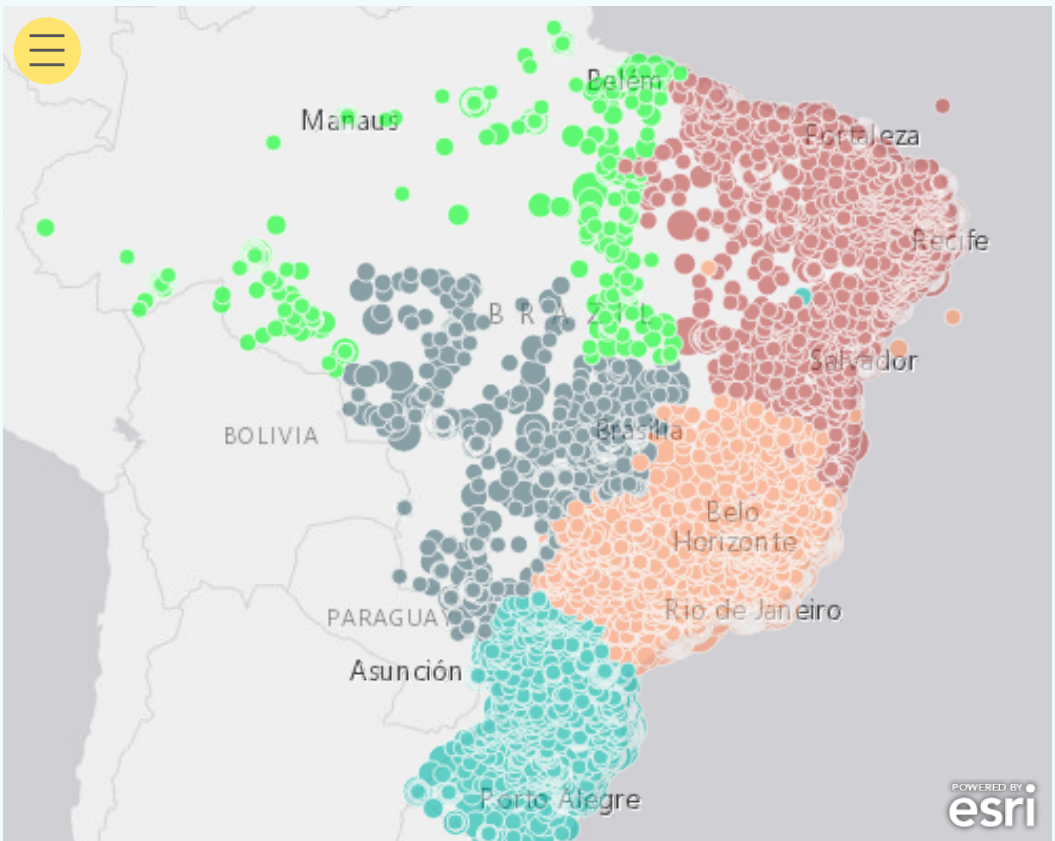 Belém
Manaus
Fortaleza
Recife
BRAZIL
Salvador
BOLIVIA
Brasília
Belo
Horizonte
Rio de Janeiro
PARAGUAY
Asunción
Porto Alegre
POWERED BY
esri